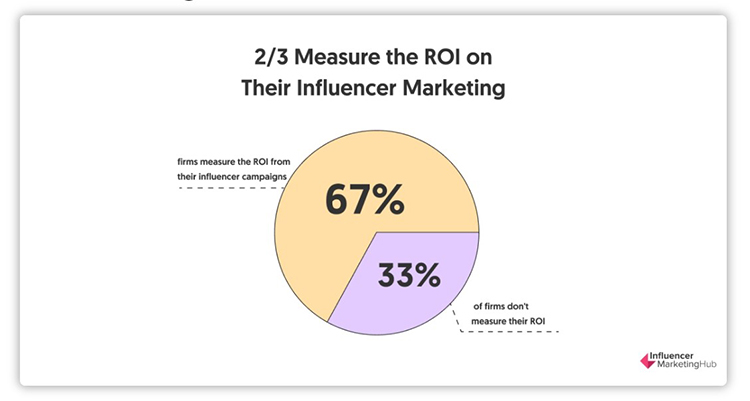 2/3 Measure the ROI on
Their Influencer Marketing
firms measure the ROI from
their influencer campaigns
67%
33%
of firms don't
measure their ROI
Influencer
MarketingHub